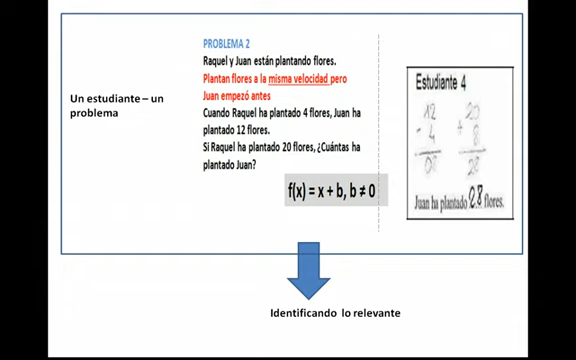 PROBLEMA 2
Raquel y Juan están plantando flores.
Plantan flores a la misma velocidad pero
Juan empezó antes
Cuando Raquel ha plantado 4 flores, Juan ha
plantado 12 flores.
Si Raquel ha plantado 20 flores, ¿Cuántas ha
plantado Juan?
f(x) = x + b, b ≠ 0
Un estudiante – un
problema
Estudiante 4
12 20
- 4 + 8
08 28
Juan ha plantado 28 flores.
Identificando lo relevante